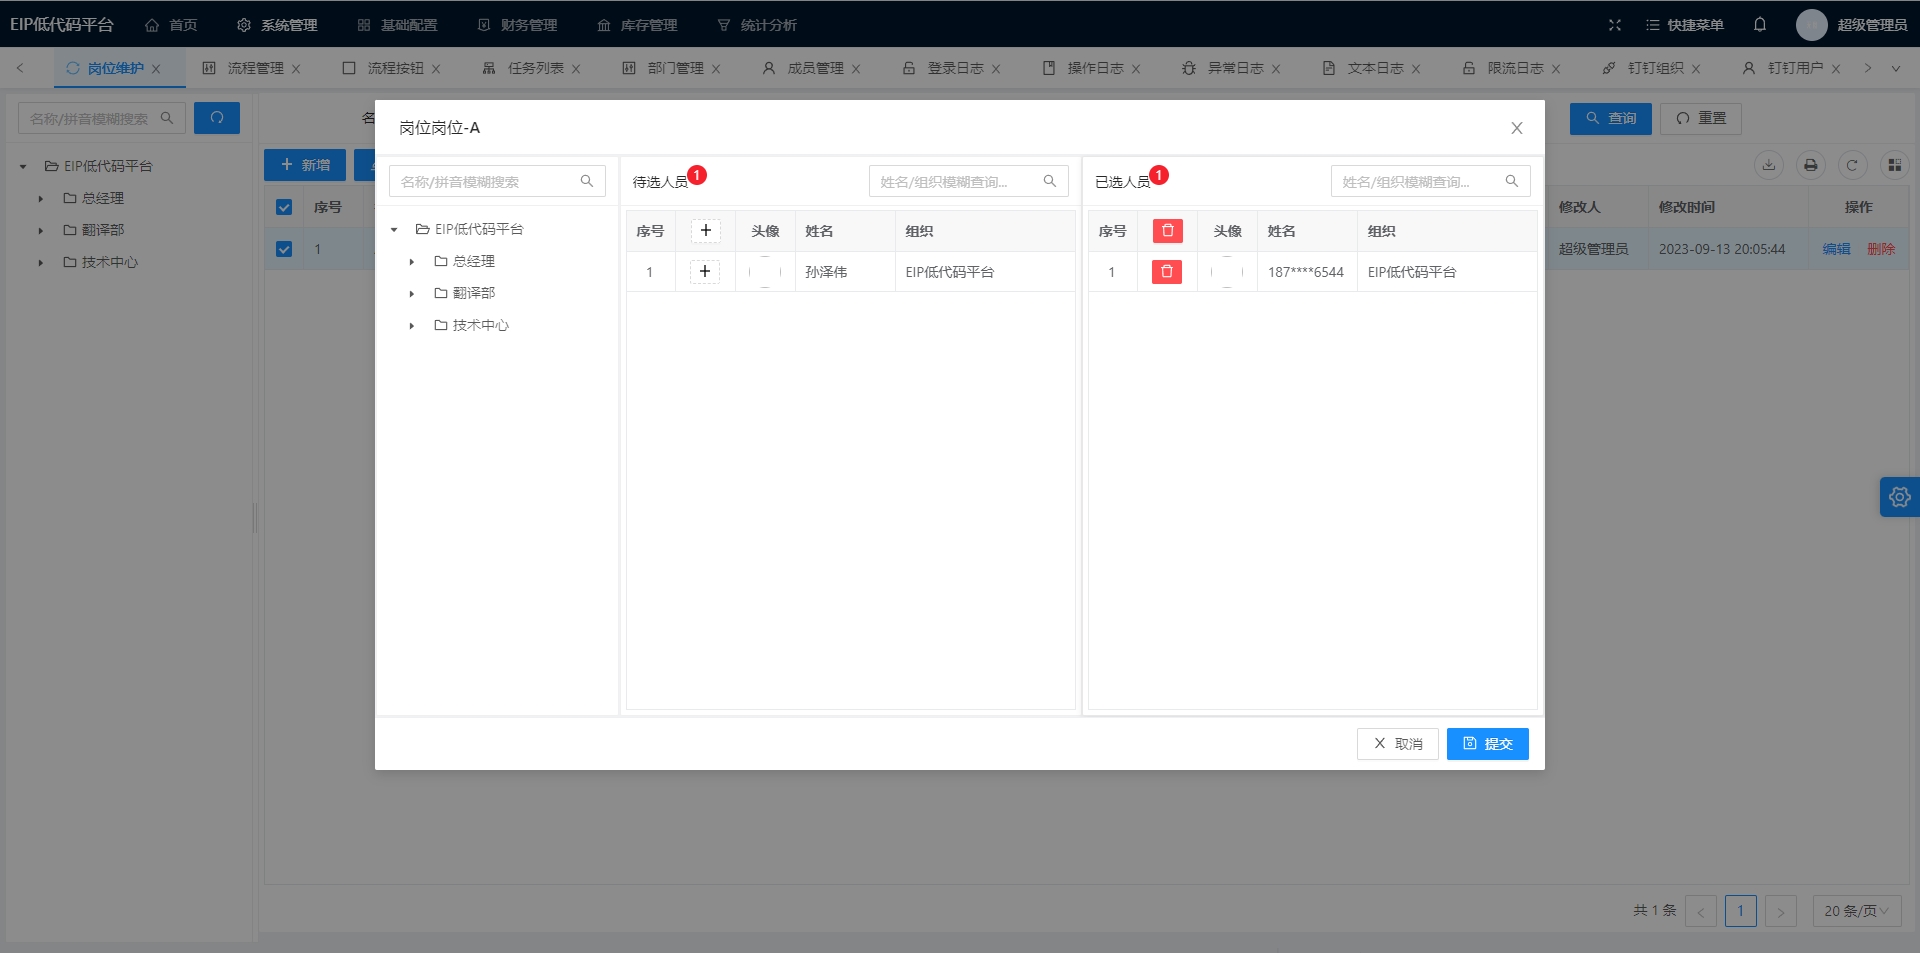 EIP低代码平台 首页 系统管理 基础配置 财务管理 库存管理 统计分析 快捷菜单 超级管理员
岗位维护 流程管理 流程按钮 任务列表 部门管理 成员管理 登录日志 操作日志 异常日志 文本日志 限流日志 钉钉组织 钉钉用户
名称/拼音模糊搜索
名
查询 重置
EIP低代码平台
总经理
翻译部
技术中心
新增
序号 修改人 修改时间 操作
1 超级管理员 2023-09-13 20:05:44 编辑 删除
岗位岗位-A
名称/拼音模糊搜索
EIP低代码平台
总经理
翻译部
技术中心
待选人员 1 姓名/组织模糊查询...
序号 头像 姓名 组织
1 孙泽伟 EIP低代码平台
已选人员 1 姓名/组织模糊查询...
序号 头像 姓名 组织
1 187****6544 EIP低代码平台
取消 提交
共 1 条 1 20 条/页